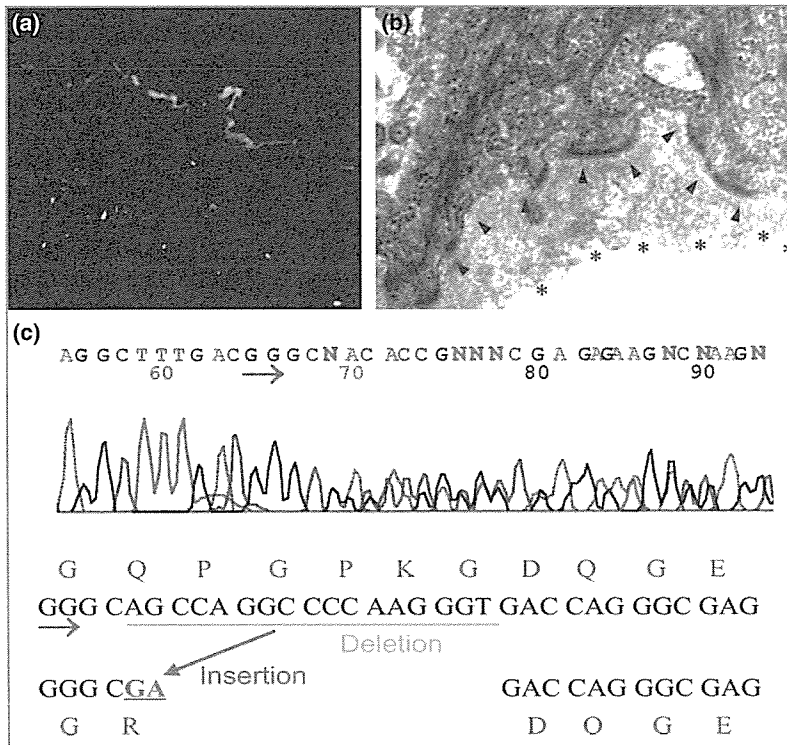 (a)
(b)
* * * * * *
(c)
AGGCTTTGACGGGCNACACCGNNNCGAGAGAAGNCNAAGN
60 70 80 90
G Q P G P K G D Q G E
GGG CAG CCA GGC CCC AAG GGT GAC CAG GGC GAG
Deletion
Insertion
GGG CGA GAC CAG GGC GAG
G R D O G E